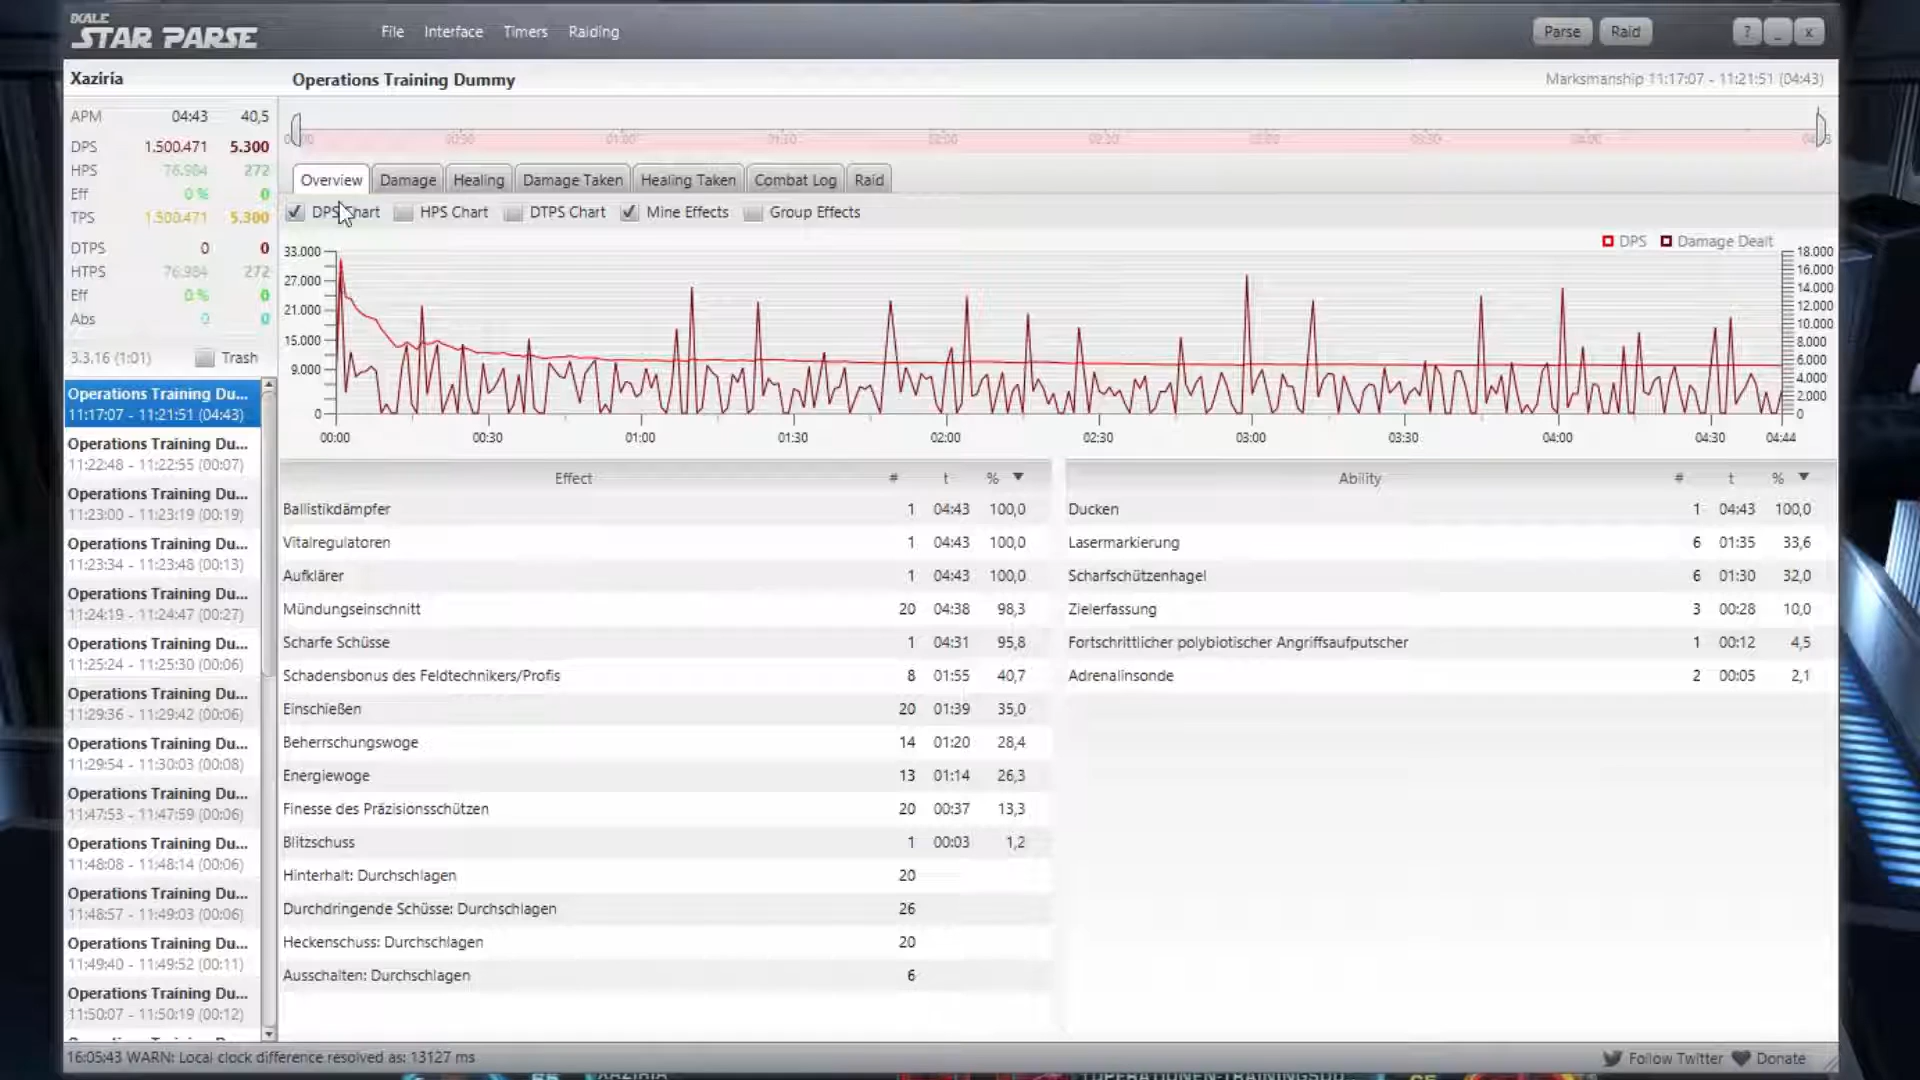 IXALE
STAR PARSE
File Interface Timers Raiding
Parse Raid
? _ x
Xaziria
Operations Training Dummy
Marksmanship 11:17:07 - 11:21:51 (04:43)
APM 04:43 40,5
DPS 1.500.471 5.300
HPS 76.984 272
Eff 0 % 0
TPS 1.500.471 5.300
DTPS 0 0
HTPS 76.984 272
Eff 0 % 0
Abs 0 0
3.3.16 (1:01) Trash
00:30 01:00 01:30 02:00 02:30 03:00 03:30 04:00
Overview Damage Healing Damage Taken Healing Taken Combat Log Raid
DPS Chart HPS Chart DTPS Chart Mine Effects Group Effects
DPS Damage Dealt
33.000
27.000
21.000
15.000
9.000
0
18.000
16.000
14.000
12.000
10.000
8.000
6.000
4.000
2.000
0
00:00 00:30 01:00 01:30 02:00 02:30 03:00 03:30 04:00 04:30 04:44
Operations Training Du...
11:17:07 - 11:21:51 (04:43)
Operations Training Du...
11:22:48 - 11:22:55 (00:07)
Operations Training Du...
11:23:00 - 11:23:19 (00:19)
Operations Training Du...
11:23:34 - 11:23:48 (00:13)
Operations Training Du...
11:24:19 - 11:24:47 (00:27)
Operations Training Du...
11:25:24 - 11:25:30 (00:06)
Operations Training Du...
11:29:36 - 11:29:42 (00:06)
Operations Training Du...
11:29:54 - 11:30:03 (00:08)
Operations Training Du...
11:47:53 - 11:47:59 (00:06)
Operations Training Du...
11:48:08 - 11:48:14 (00:06)
Operations Training Du...
11:48:57 - 11:49:03 (00:06)
Operations Training Du...
11:49:40 - 11:49:52 (00:11)
Operations Training Du...
11:50:07 - 11:50:19 (00:12)
Effect # t %
Ballistikdämpfer 1 04:43 100,0
Vitalregulatoren 1 04:43 100,0
Aufklärer 1 04:43 100,0
Mündungseinschnitt 20 04:38 98,3
Scharfe Schüsse 1 04:31 95,8
Schadensbonus des Feldtechnikers/Profis 8 01:55 40,7
Einschießen 20 01:39 35,0
Beherrschungswoge 14 01:20 28,4
Energiewoge 13 01:14 26,3
Finesse des Präzisionsschützen 20 00:37 13,3
Blitzschuss 1 00:03 1,2
Hinterhalt: Durchschlagen 20
Durchdringende Schüsse: Durchschlagen 26
Heckenschuss: Durchschlagen 20
Ausschalten: Durchschlagen 6
Ability # t %
Ducken 1 04:43 100,0
Lasermarkierung 6 01:35 33,6
Scharfschützenhagel 6 01:30 32,0
Zielerfassung 3 00:28 10,0
Fortschrittlicher polybiotischer Angriffsaufputscher 1 00:12 4,5
Adrenalinsonde 2 00:05 2,1
16:05:43 WARN: Local clock difference resolved as: 13127 ms
Follow Twitter Donate